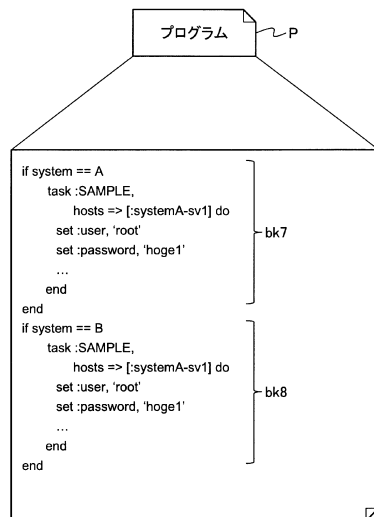 プログラム
P
if system == A
task :SAMPLE,
hosts => [:systemA-sv1] do
set :user, ‘root’
set :password, ‘hoge1’
…
end
end
bk7
if system == B
task :SAMPLE,
hosts => [:systemA-sv1] do
set :user, ‘root’
set :password, ‘hoge1’
…
end
end
bk8